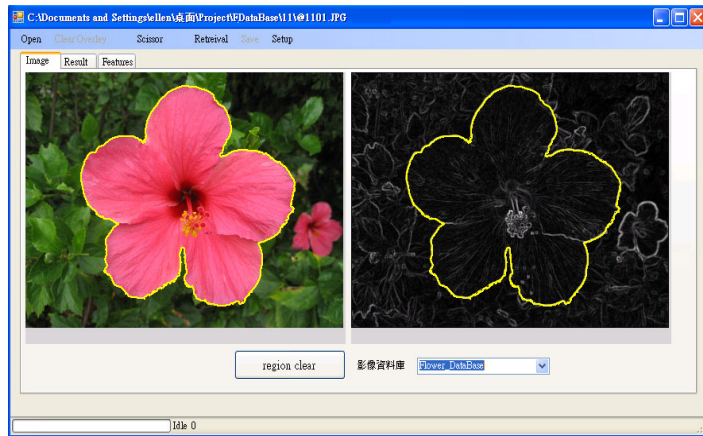 C:\Documents and Settings\ellen\桌面\Project\FDataBase\11\@1101.JPG
Open Clear Overlay Scissor Retreival Save Setup
Image Result Features
region clear 影像資料庫 Flower_DataBase
Idle 0